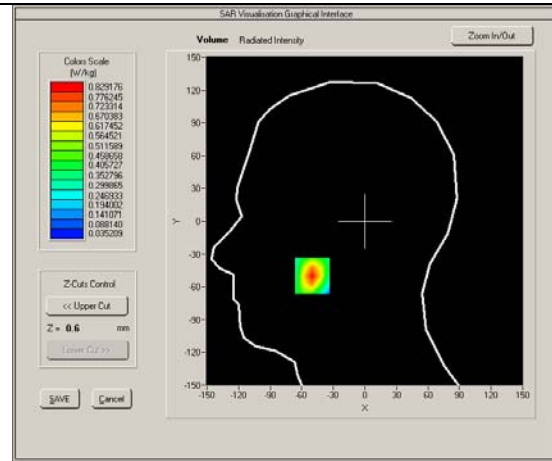 SAR Visualisation Graphical Interface
Volume Radiated Intensity
Zoom In/Out
Colors Scale
(W/kg)
0.829176
0.776245
0.723314
0.670383
0.617452
0.564521
0.511589
0.458658
0.405727
0.352796
0.299865
0.246933
0.194002
0.141071
0.088140
0.035209
Z-Cuts Control
<< Upper Cut
Z = 0.6 mm
Lower Cut >>
SAVE Cancel
150
120
90
60
30
0
-30
-60
-90
-120
-150
Y
-150 -120 -90 -60 -30 0 30 60 90 120 150
X